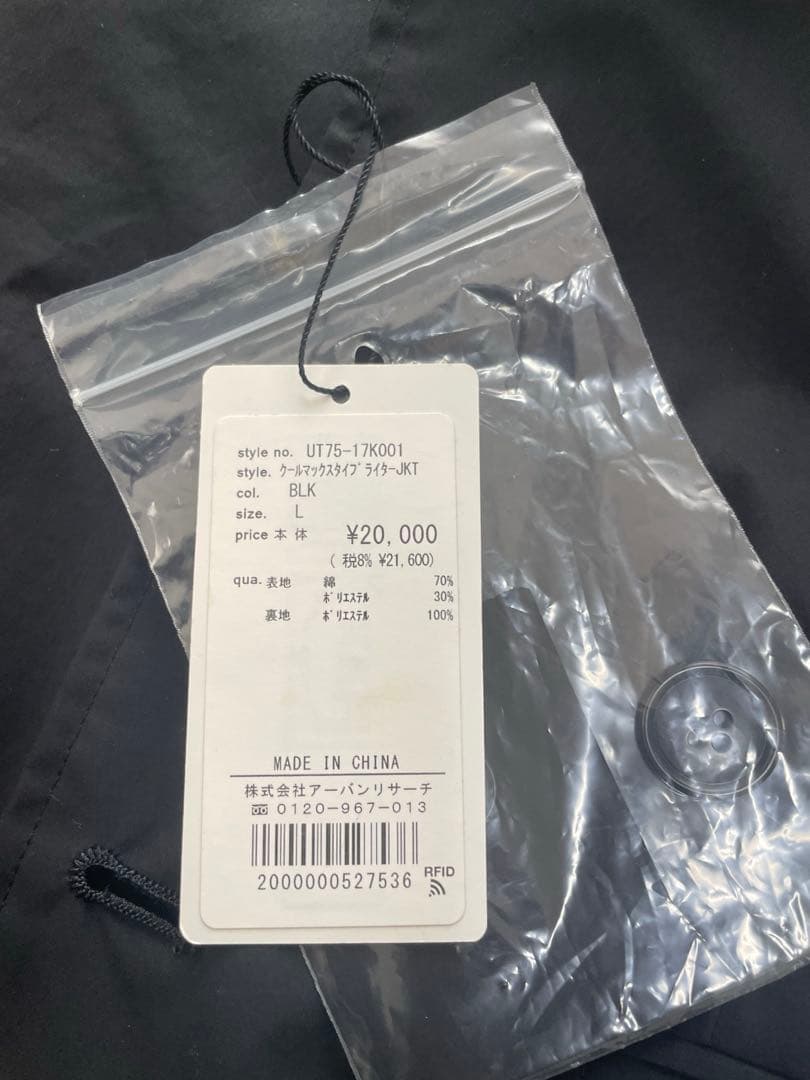 style no. UT75-17K001
style. ｸｰﾙﾏｯｸｽﾀｲﾌﾟﾗｲﾀｰJKT
col. BLK
size. L
price 本 体 ¥20,000
( 税8% ¥21,600)
qua. 表地 綿 70%
ﾎﾟﾘｴｽﾃﾙ 30%
裏地 ﾎﾟﾘｴｽﾃﾙ 100%
MADE IN CHINA
株式会社アーバンリサーチ
0120-967-013
RFID
2000000527536